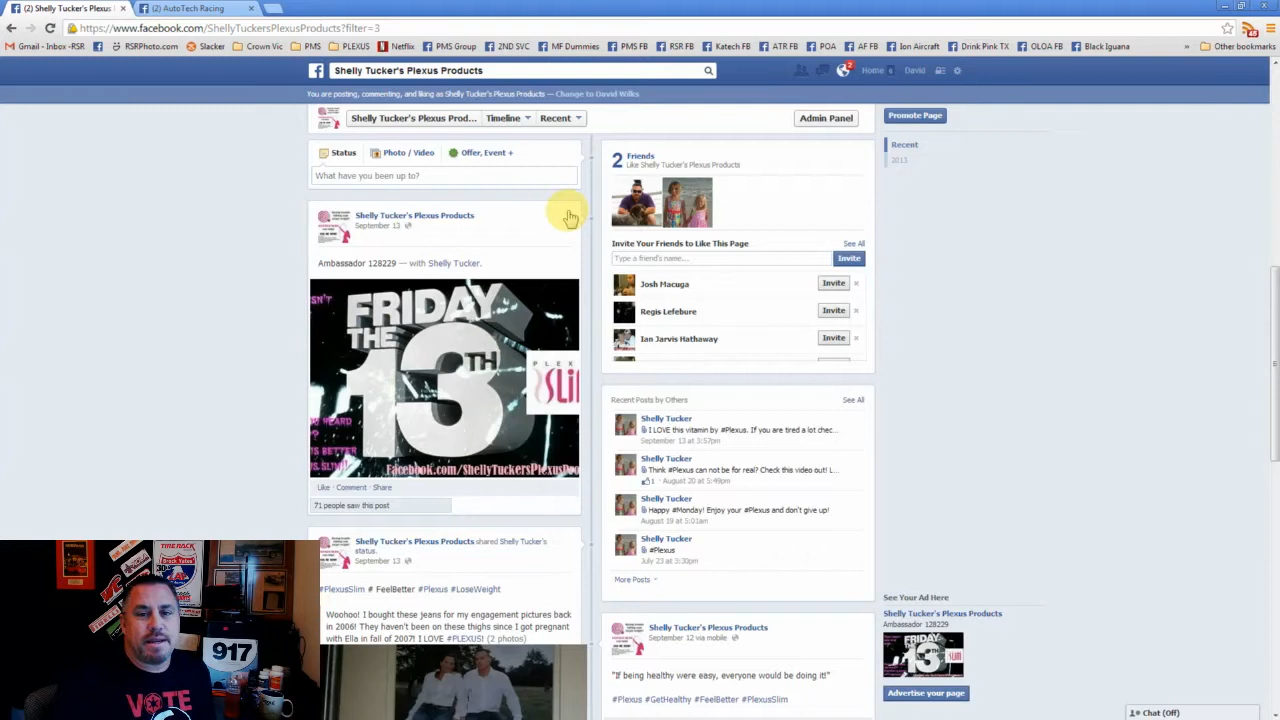 (2) Shelly Tucker's Plexus
(2) AutoTech Racing
https://www.facebook.com/ShellyTuckersPlexusProducts?filter=3
Gmail - Inbox -RSR
RSRPhoto.com
Slacker
Crown Vic
PMS
PLEXUS
Netflix
PMS Group
2ND SVC
MF Dummies
PMS FB
RSR FB
Katech FB
ATR FB
POA
AF FB
Ion Aircraft
Drink Pink TX
OLOA FB
Black Iguana
»
Other bookmarks
Shelly Tucker's Plexus Products
2
Home 6
David
You are posting, commenting, and liking as Shelly Tucker's Plexus Products — Change to David Wilks
Shelly Tucker's Plexus Prod...
Timeline
Recent
Admin Panel
Promote Page
Recent
2013
Status
Photo / Video
Offer, Event +
What have you been up to?
Shelly Tucker's Plexus Products
September 13
Ambassador 128229 — with Shelly Tucker.
FRIDAY
THE
13TH
PLEX
SLIM
Facebook.com/ShellyTuckersPlexusPro
Like · Comment · Share
71 people saw this post
Shelly Tucker's Plexus Products shared Shelly Tucker's
status.
September 13
#PlexusSlim # FeelBetter #Plexus #LoseWeight
Woohoo! I bought these jeans for my engagement pictures back
in 2006! They haven't been on these thighs since I got pregnant
with Ella in fall of 2007! I LOVE #PLEXUS! (2 photos)
2 Friends
Like Shelly Tucker's Plexus Products
Invite Your Friends to Like This Page
See All
Type a friend's name...
Invite
Josh Macuga
Invite
×
Regis Lefebure
Invite
×
Ian Jarvis Hathaway
Invite
×
Recent Posts by Others
See All
Shelly Tucker
I LOVE this vitamin by #Plexus. If you are tired a lot chec...
September 13 at 3:57pm
Shelly Tucker
Think #Plexus can not be for real? Check this video out! L...
1 · August 20 at 5:49pm
Shelly Tucker
Happy #Monday! Enjoy your #Plexus and don't give up!
August 19 at 5:01am
Shelly Tucker
#Plexus
July 23 at 3:30pm
More Posts
Shelly Tucker's Plexus Products
September 12 via mobile
"If being healthy were easy, everyone would be doing it!"
#Plexus #GetHealthy #FeelBetter #PlexusSlim
See Your Ad Here
Shelly Tucker's Plexus Products
Ambassador 128229
FRIDAY
13
Advertise your page
Chat (Off)
TIRE RACK
Brock Yates
917
VOTE